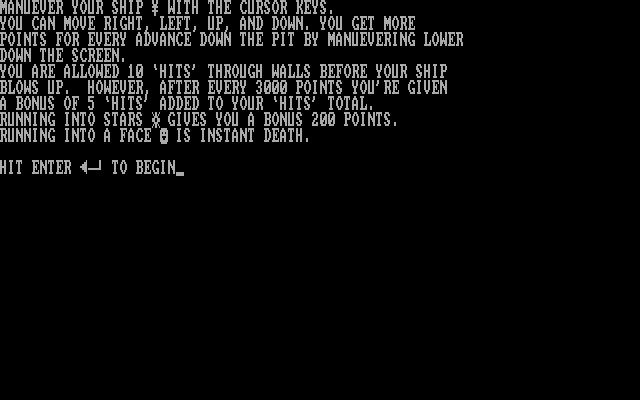 MANUEVER YOUR SHIP ¥ WITH THE CURSOR KEYS.
YOU CAN MOVE RIGHT, LEFT, UP, AND DOWN. YOU GET MORE
POINTS FOR EVERY ADVANCE DOWN THE PIT BY MANUEVERING LOWER
DOWN THE SCREEN.
YOU ARE ALLOWED 10 `HITS' THROUGH WALLS BEFORE YOUR SHIP
BLOWS UP.  HOWEVER, AFTER EVERY 3000 POINTS YOU'RE GIVEN
A BONUS OF 5 `HITS' ADDED TO YOUR `HITS' TOTAL.
RUNNING INTO STARS ☼ GIVES YOU A BONUS 200 POINTS.
RUNNING INTO A FACE ☻ IS INSTANT DEATH.
HIT ENTER ◄─┘ TO BEGIN_